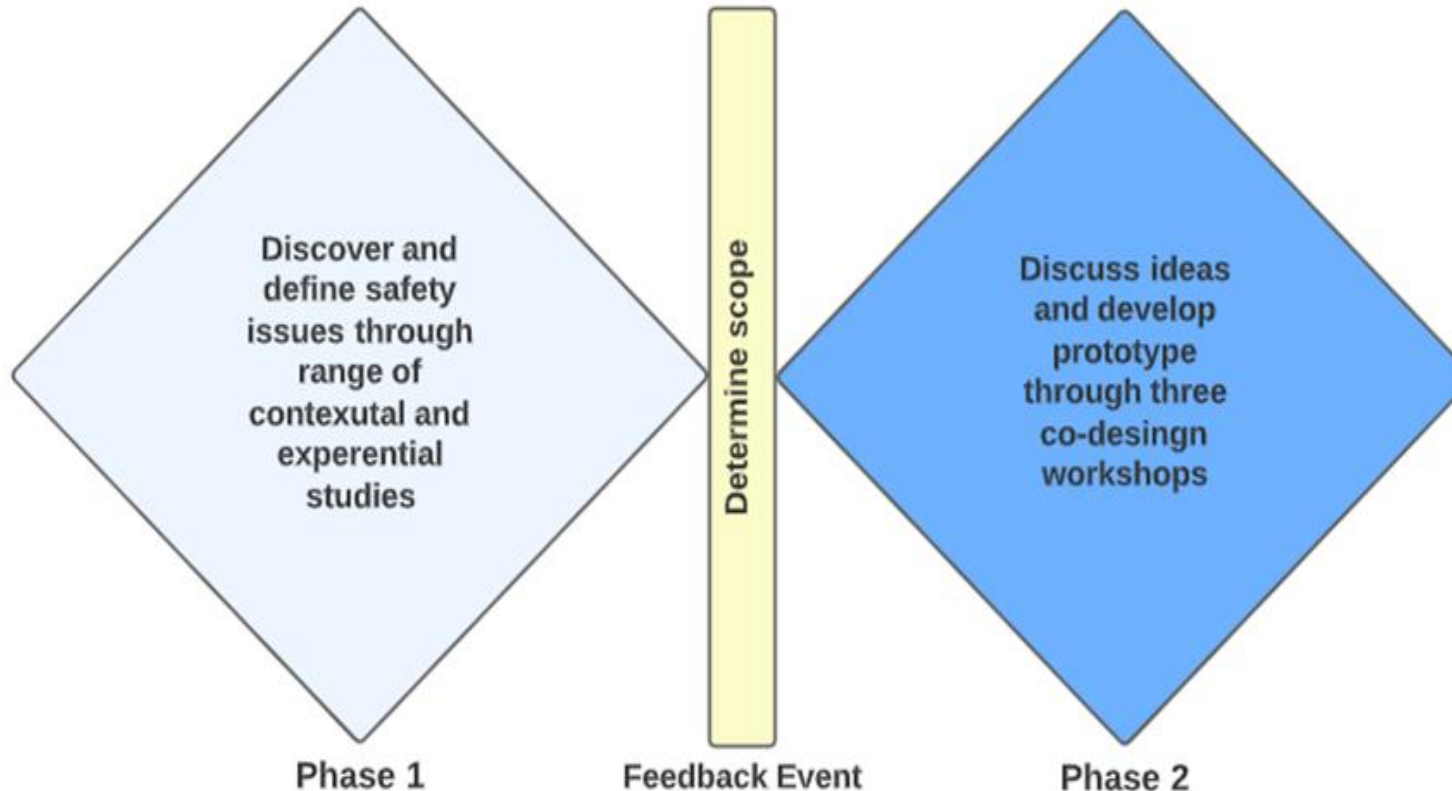 Discover and
define safety
issues through
range of
contexutal and
experential
studies
Phase 1
Determine scope
Feedback Event
Discuss ideas
and develop
prototype
through three
co-desingn
workshops
Phase 2